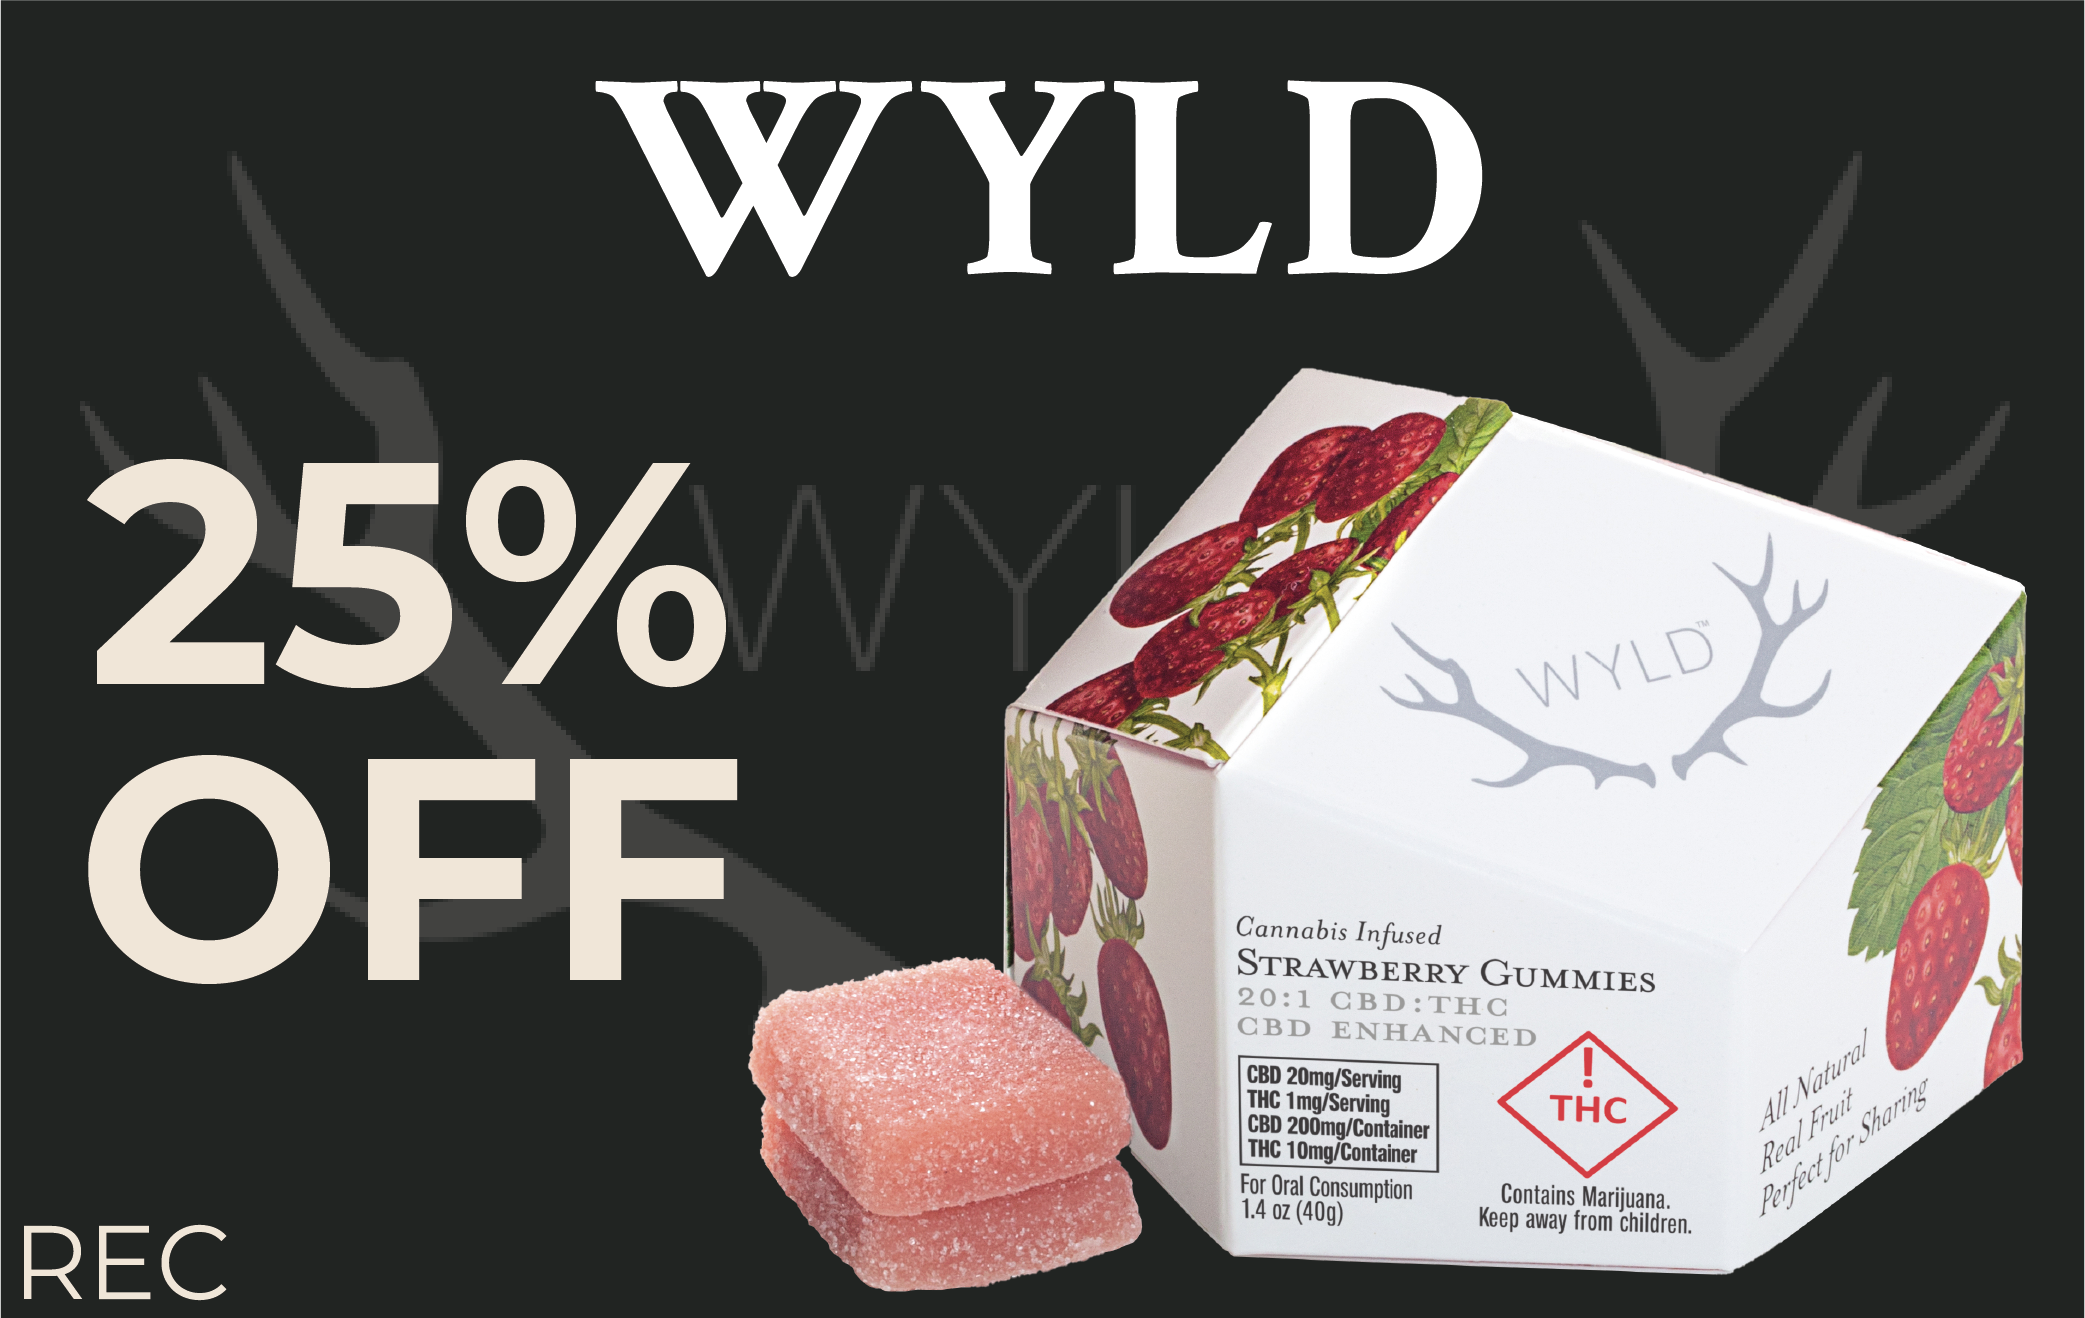 WYLD
25%
OFF
WYL
WYLD™
Cannabis Infused
STRAWBERRY GUMMIES
20:1 CBD:THC
CBD ENHANCED
CBD 20mg/Serving
THC 1mg/Serving
CBD 200mg/Container
THC 10mg/Container
For Oral Consumption
1.4 oz (40g)
!
THC
Contains Marijuana.
Keep away from children.
All Natural
Real Fruit
Perfect for Sharing
REC